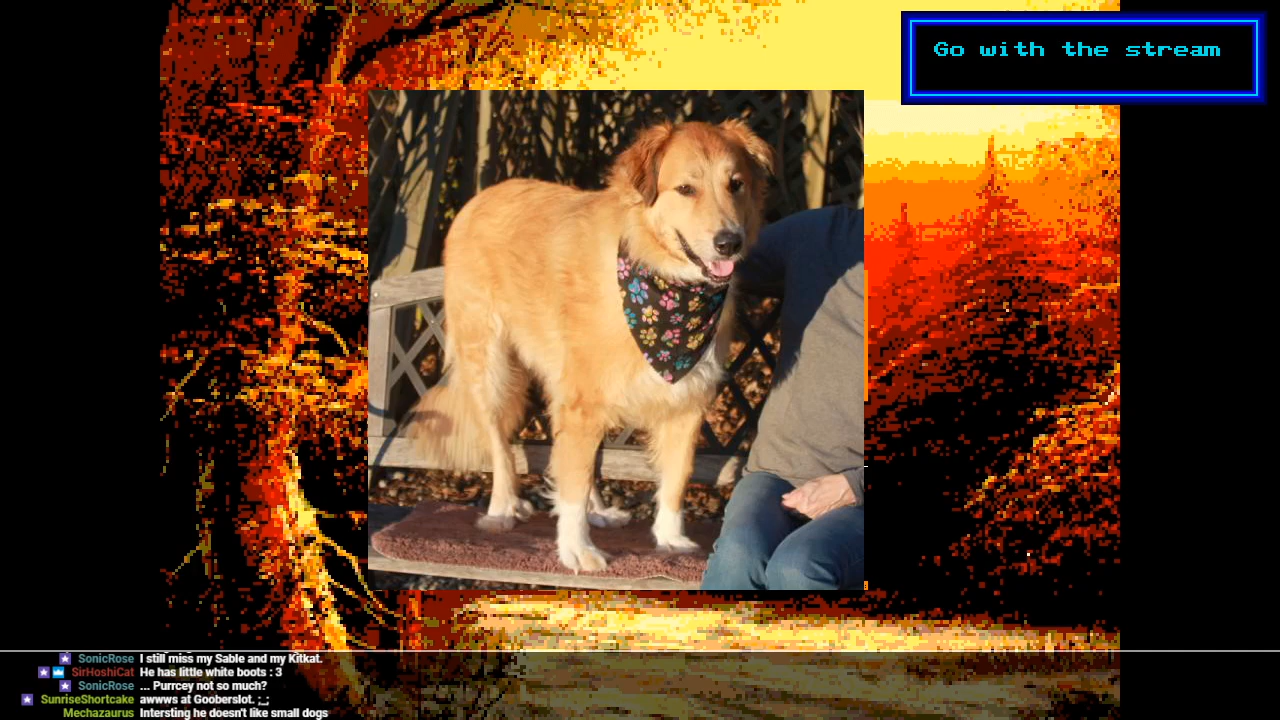 Go with the stream
SonicRose I still miss my Sable and my Kitkat.
SirHoshiCat He has little white boots : 3
SonicRose ... Purrcey not so much?
SunriseShortcake awwws at Gooberslot. ;_;
Mechazaurus Intersting he doesn't like small dogs